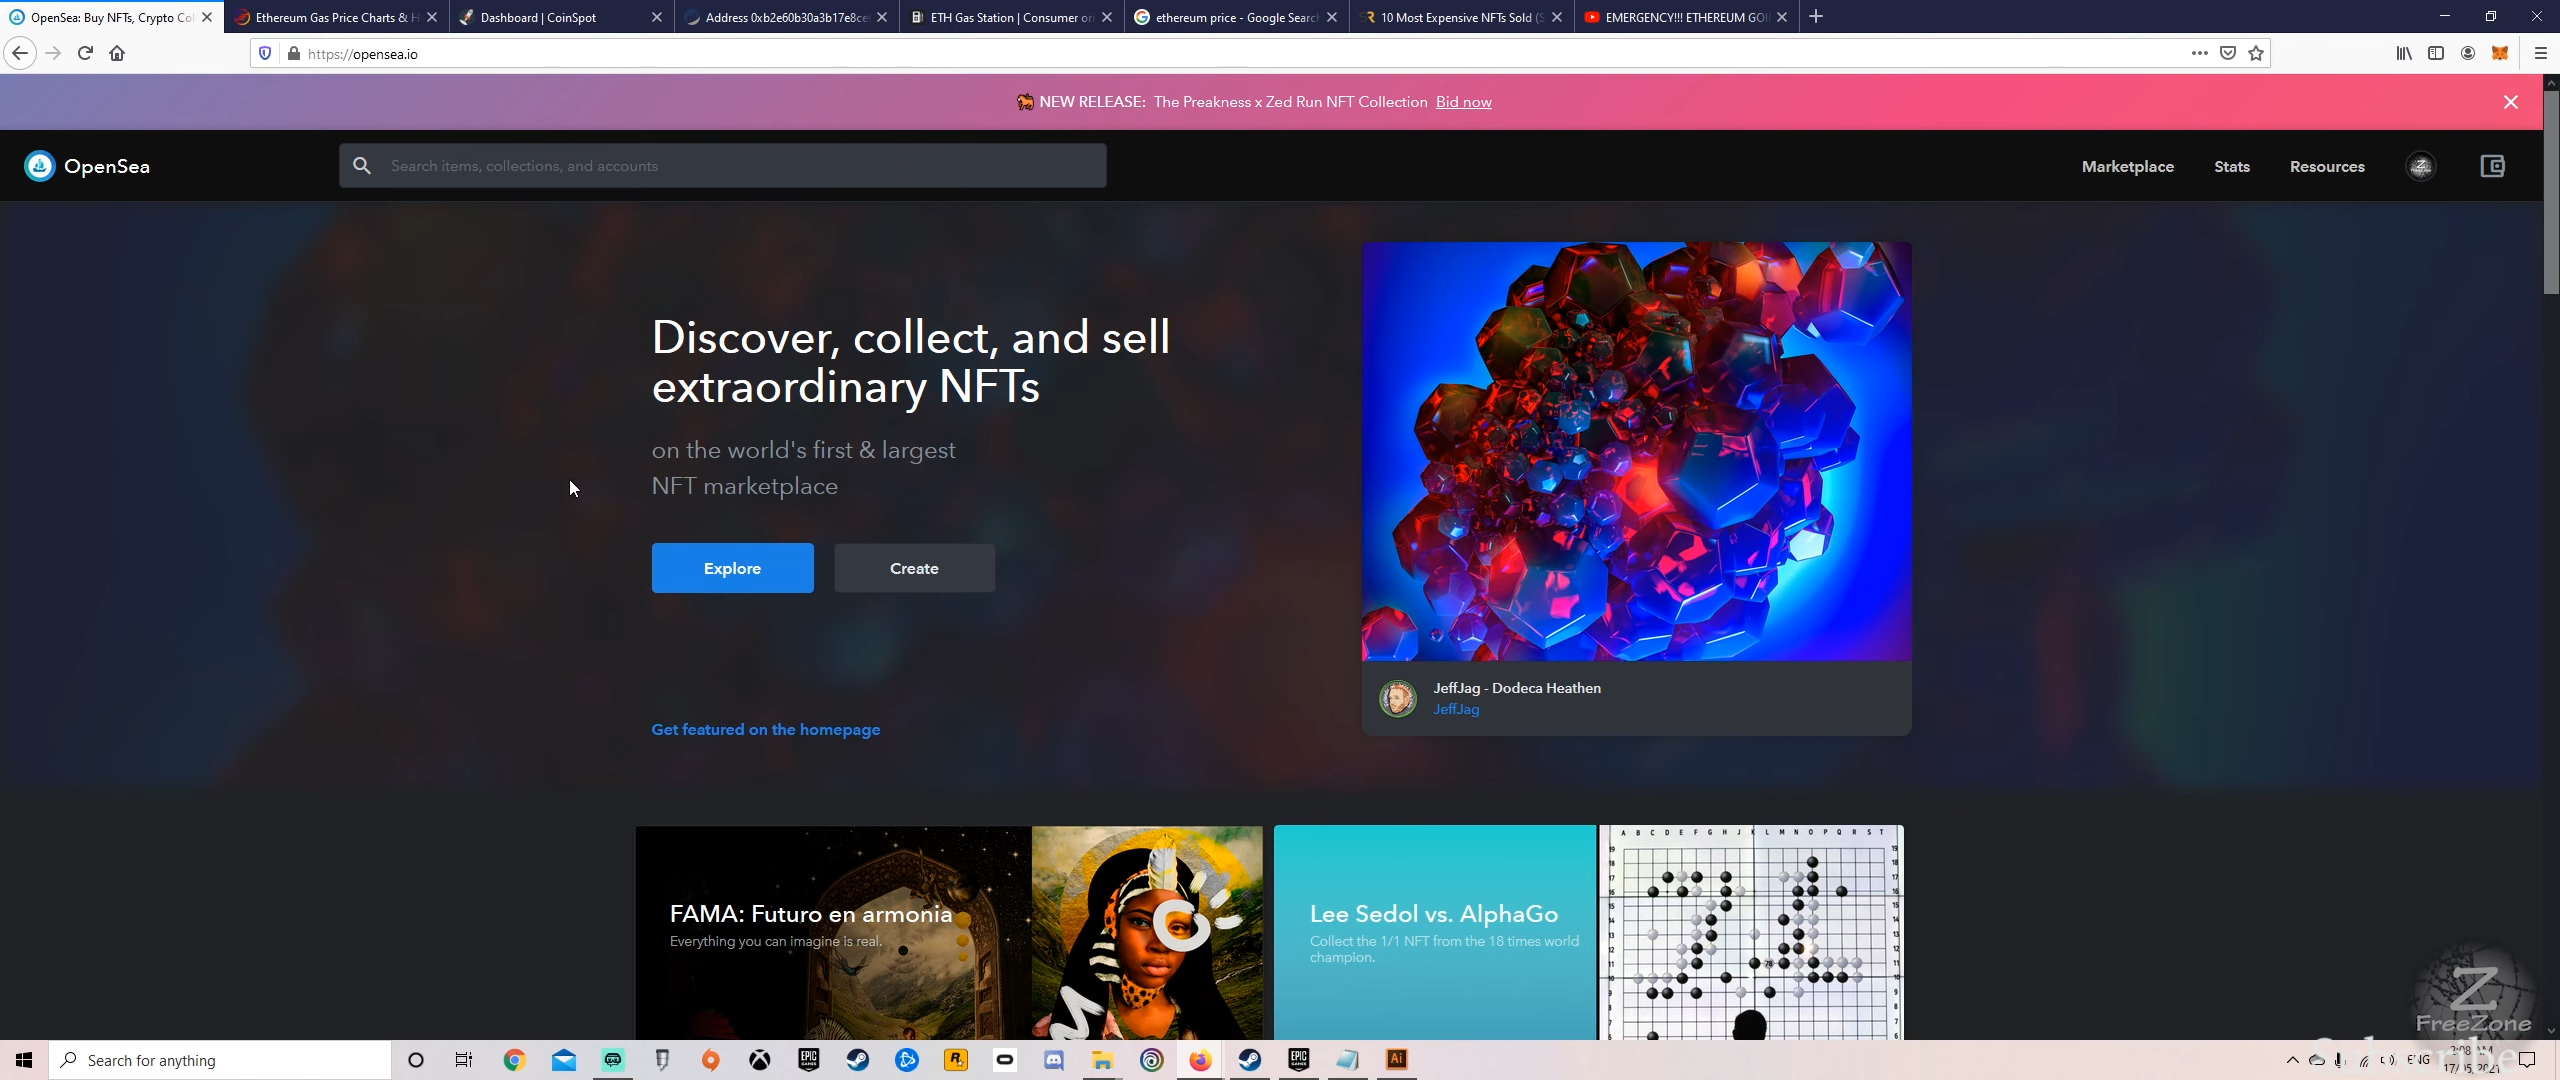 OpenSea: Buy NFTs, Crypto Col
Ethereum Gas Price Charts & H
Dashboard | CoinSpot
Address 0xb2e60b30a3b17e8ce
ETH Gas Station | Consumer or
ethereum price - Google Searc
10 Most Expensive NFTs Sold (S
EMERGENCY!!! ETHEREUM GOI
https://opensea.io
NEW RELEASE: The Preakness x Zed Run NFT Collection Bid now
OpenSea
Search items, collections, and accounts
Marketplace
Stats
Resources
Discover, collect, and sell
extraordinary NFTs
on the world's first & largest
NFT marketplace
Explore
Create
Get featured on the homepage
JeffJag - Dodeca Heathen
JeffJag
FAMA: Futuro en armonia
Everything you can imagine is real.
Lee Sedol vs. AlphaGo
Collect the 1/1 NFT from the 18 times world
champion.
A B C D E F G H J K L M N O P Q R S T
Z
FreeZone
Subscribe
Search for anything
ENG